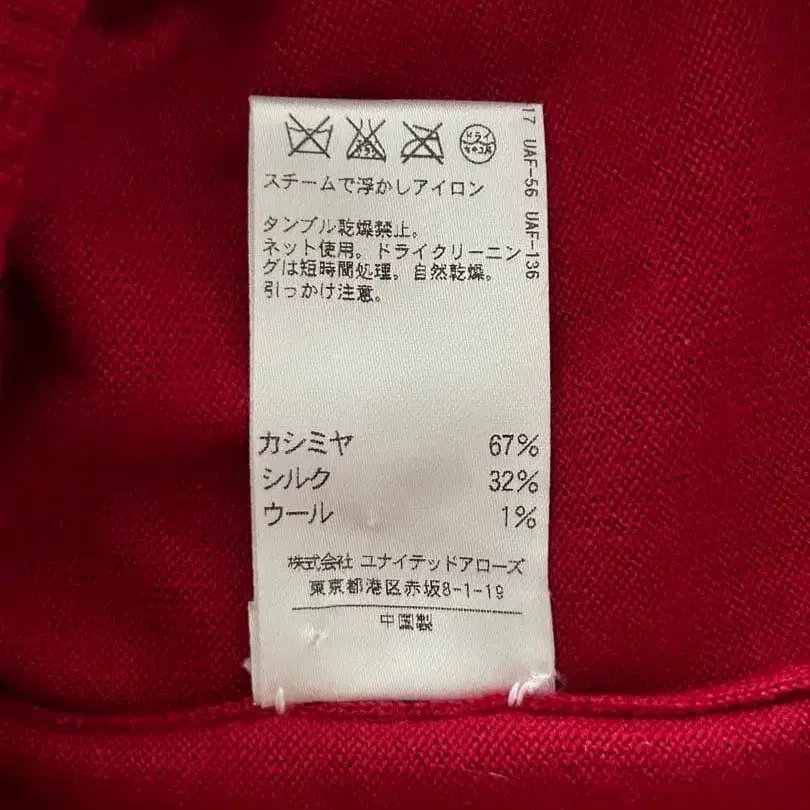 ドライ
セキユ系
スチームで浮かしアイロン
タンブル乾燥禁止。
ネット使用。ドライクリーニン
グは短時間処理。自然乾燥。
引っかけ注意。
カシミヤ 67%
シルク 32%
ウール 1%
株式会社 ユナイテッドアローズ
東京都港区赤坂8-1-19
中国製
17 UAF-56 UAF-136